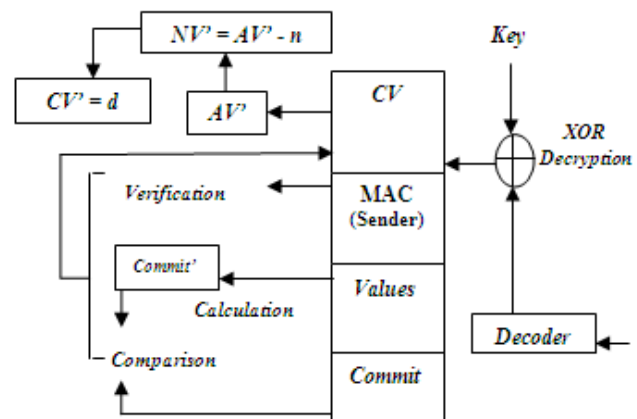 NV' = AV' - n
Key
CV' = d
AV'
CV
XOR
Decryption
Verification
MAC
(Sender)
Commit'
Values
Calculation
Decoder
Comparison
Commit